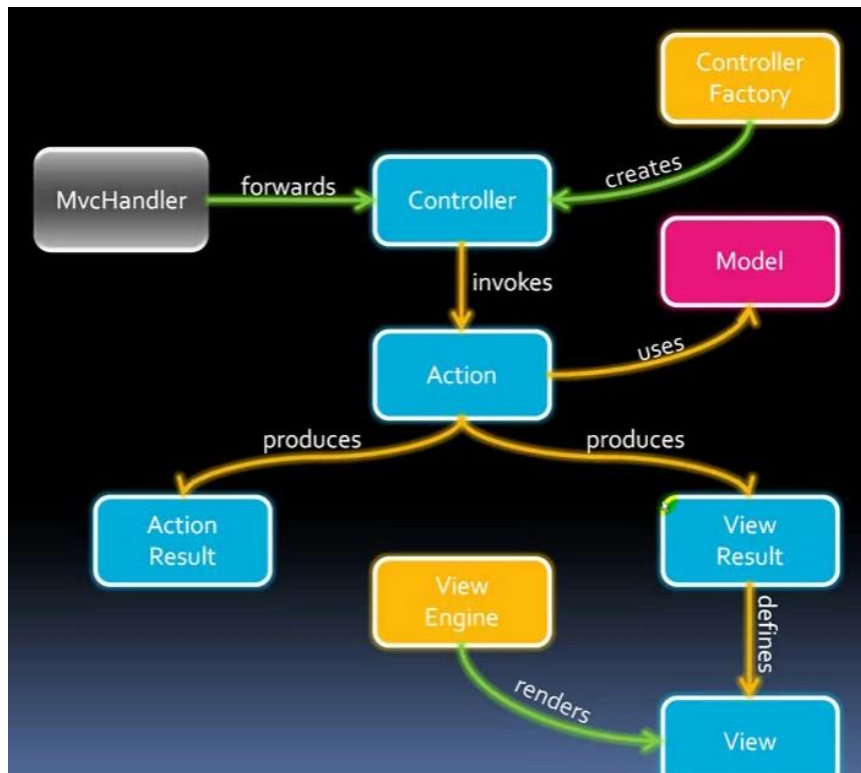 Controller
Factory
creates
MvcHandler
forwards
Controller
Model
invokes
uses
Action
produces
produces
Action
Result
View
Result
View
Engine
defines
renders
View